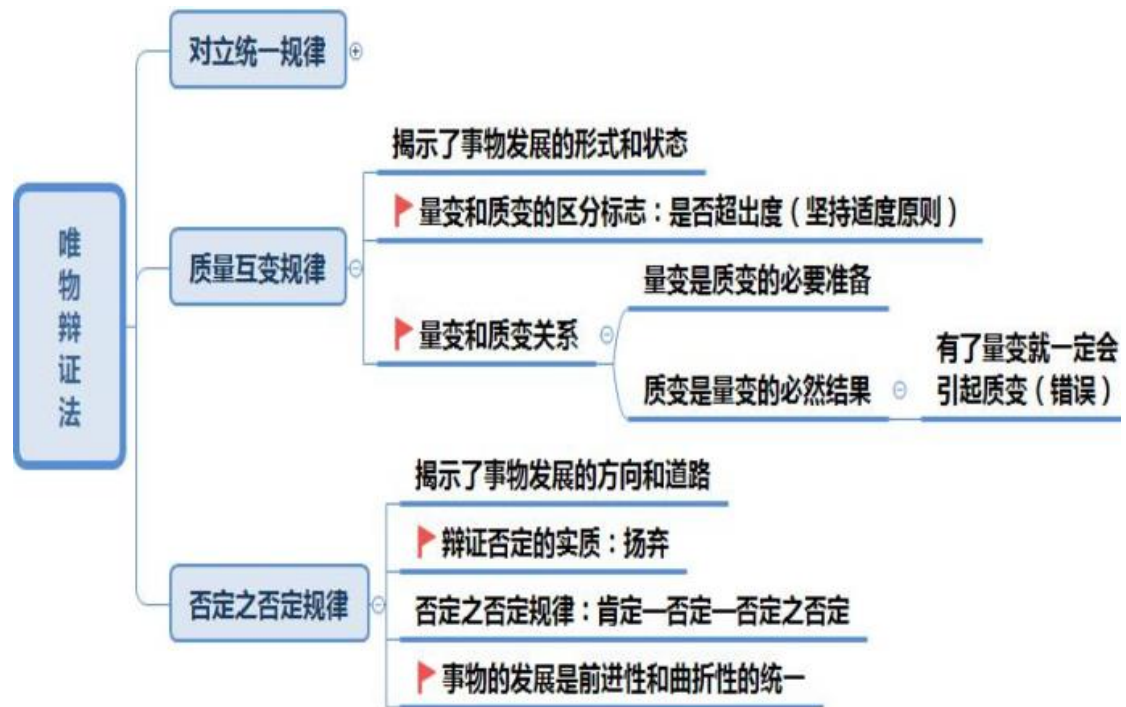 唯物辩证法
对立统一规律
质量互变规律
揭示了事物发展的形式和状态
量变和质变的区分标志：是否超出度（坚持适度原则）
量变和质变关系
量变是质变的必要准备
质变是量变的必然结果
有了量变就一定会
引起质变（错误）
否定之否定规律
揭示了事物发展的方向和道路
辩证否定的实质：扬弃
否定之否定规律：肯定—否定—否定之否定
事物的发展是前进性和曲折性的统一